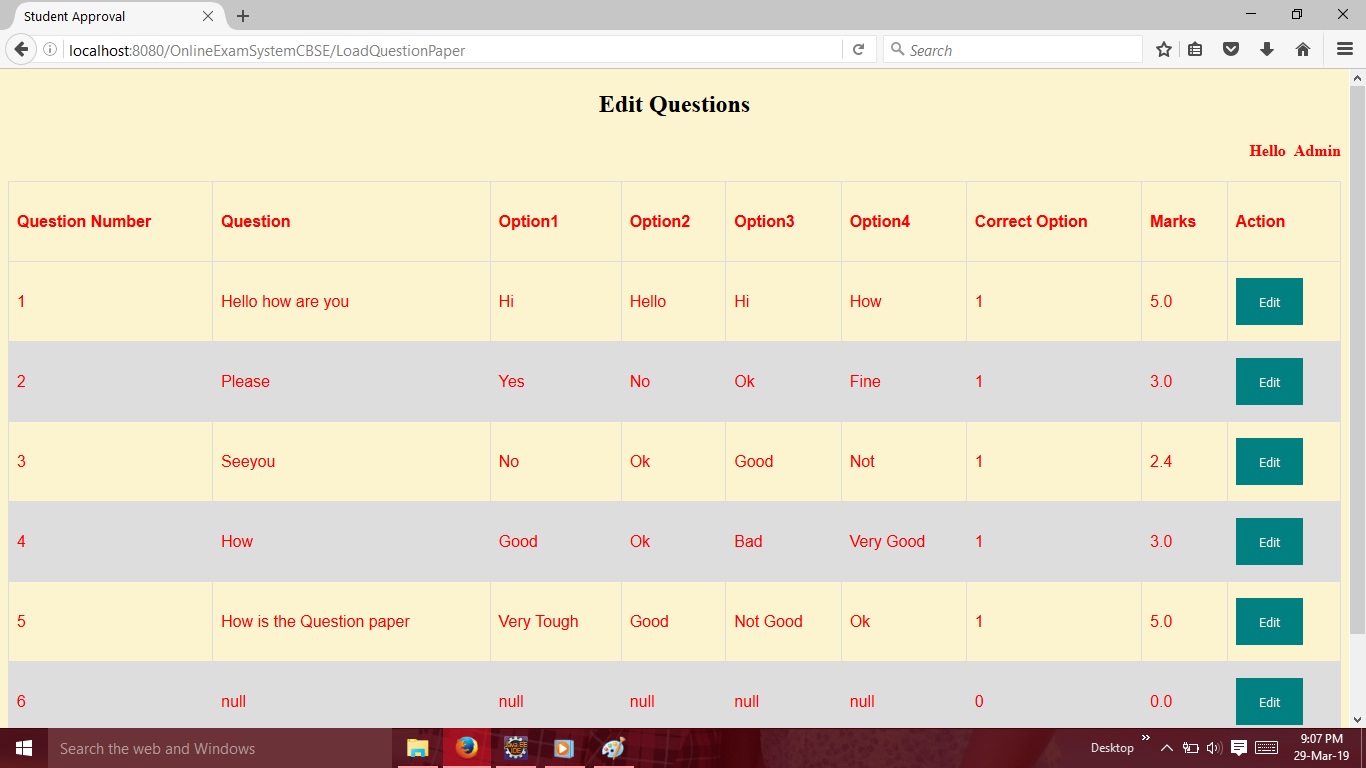 Student Approval
localhost:8080/OnlineExamSystemCBSE/LoadQuestionPaper
Search
Edit Questions
Hello Admin
Question Number Question Option1 Option2 Option3 Option4 Correct Option Marks Action
1 Hello how are you Hi Hello Hi How 1 5.0 Edit
2 Please Yes No Ok Fine 1 3.0 Edit
3 Seeyou No Ok Good Not 1 2.4 Edit
4 How Good Ok Bad Very Good 1 3.0 Edit
5 How is the Question paper Very Tough Good Not Good Ok 1 5.0 Edit
6 null null null null null 0 0.0 Edit
Search the web and Windows
JAVA EE
IDE
Desktop
9:07 PM
29-Mar-19